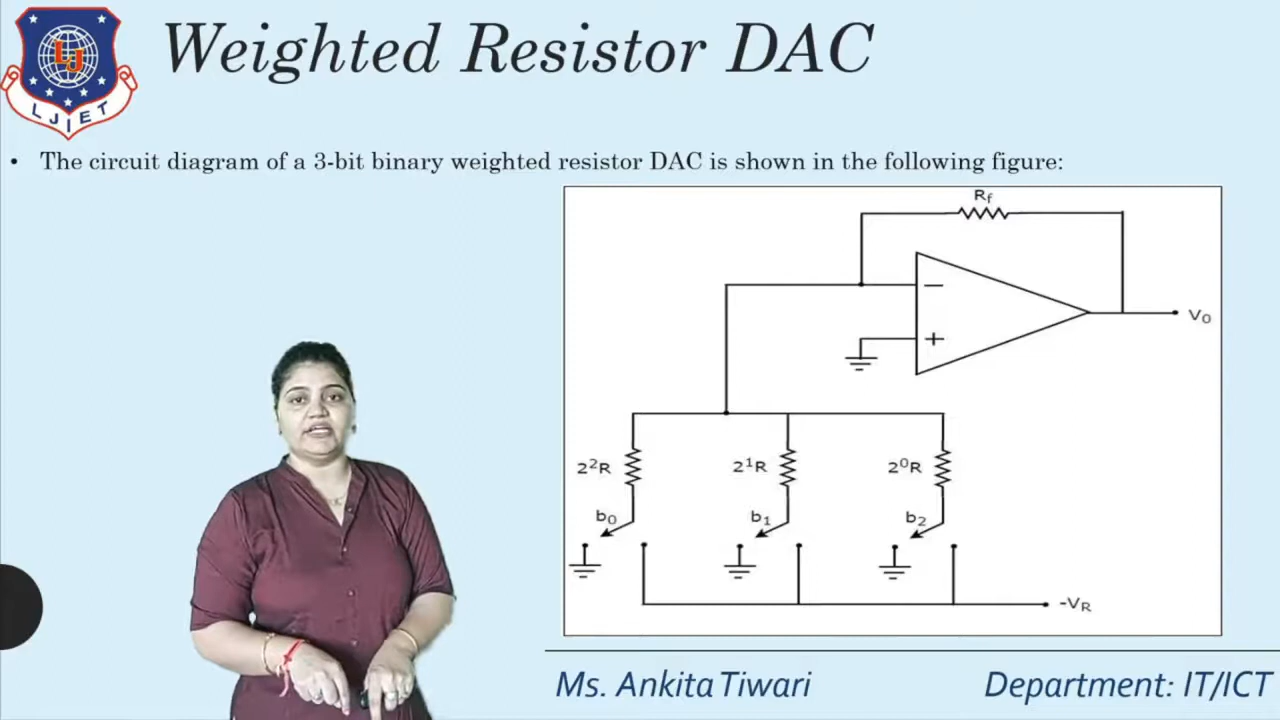 Weighted Resistor DAC
LJIET
• The circuit diagram of a 3-bit binary weighted resistor DAC is shown in the following figure:
Rf
−
+
V0
2²R
2¹R
2⁰R
b0
b1
b2
-VR
Ms. Ankita Tiwari
Department: IT/ICT